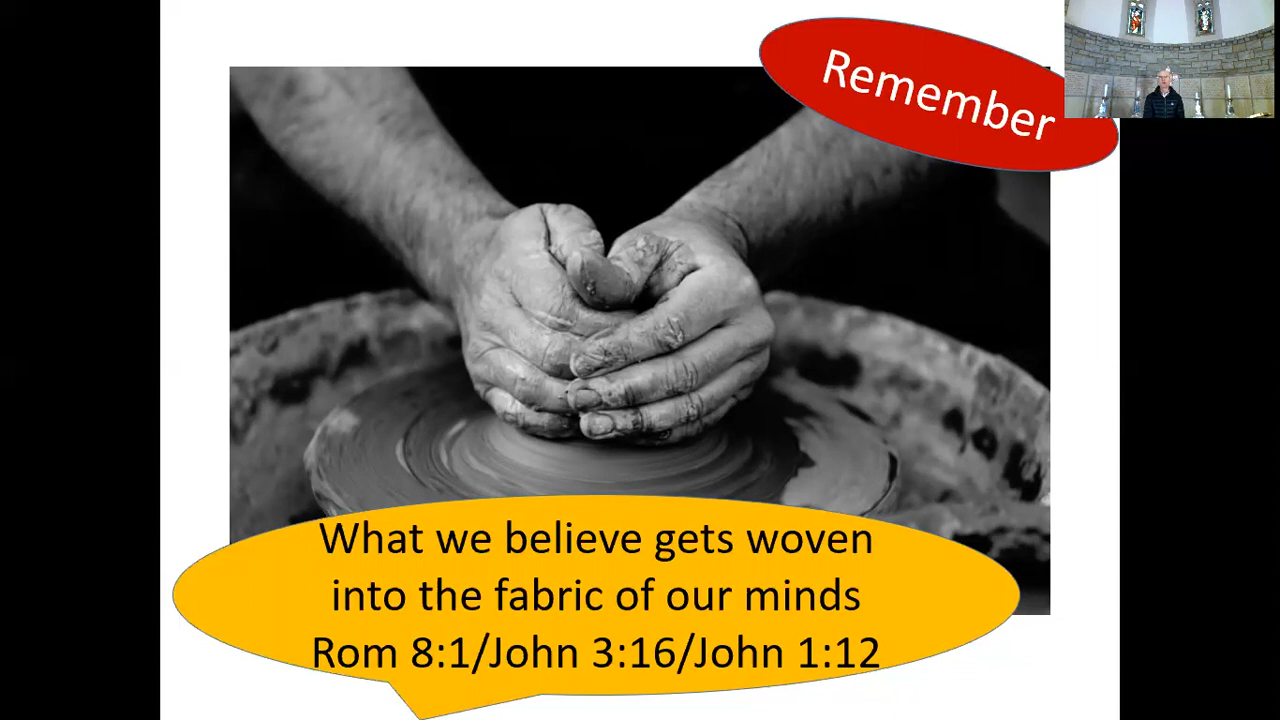 Remember
What we believe gets woven
into the fabric of our minds
Rom 8:1/John 3:16/John 1:12